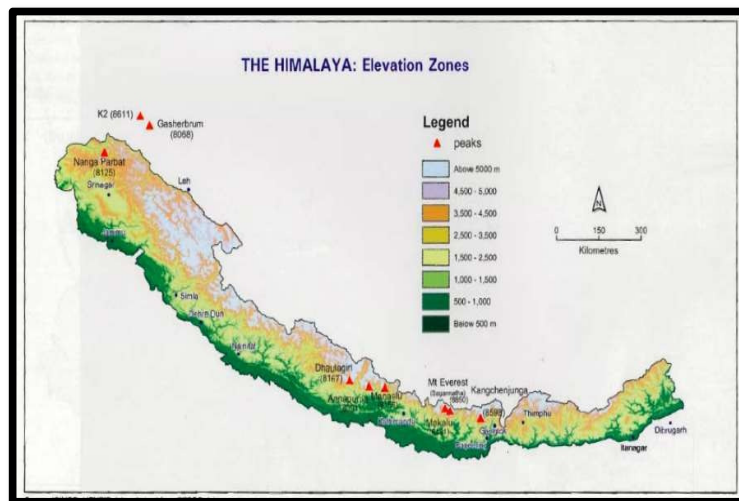 THE HIMALAYA: Elevation Zones
K2 (8611)
Gasherbrum
(8068)
Nanga Parbat
(8125)
Srinagar
Leh
Jammu
Simla
Dehra Dun
Nainital
Dhaulagiri
(8167)
Annapurna
Manaslu
Kathmandu
Mt Everest
(Sagarmatha)
(8850)
Makalu
Kangchenjunga
(8598)
Gangtok
Thimphu
Itanagar
Dibrugarh
Legend
peaks
Above 5000 m
4,500 - 5,000
3,500 - 4,500
2,500 - 3,500
1,500 - 2,500
1,000 - 1,500
500 - 1,000
Below 500 m
N
0 150 300
Kilometres